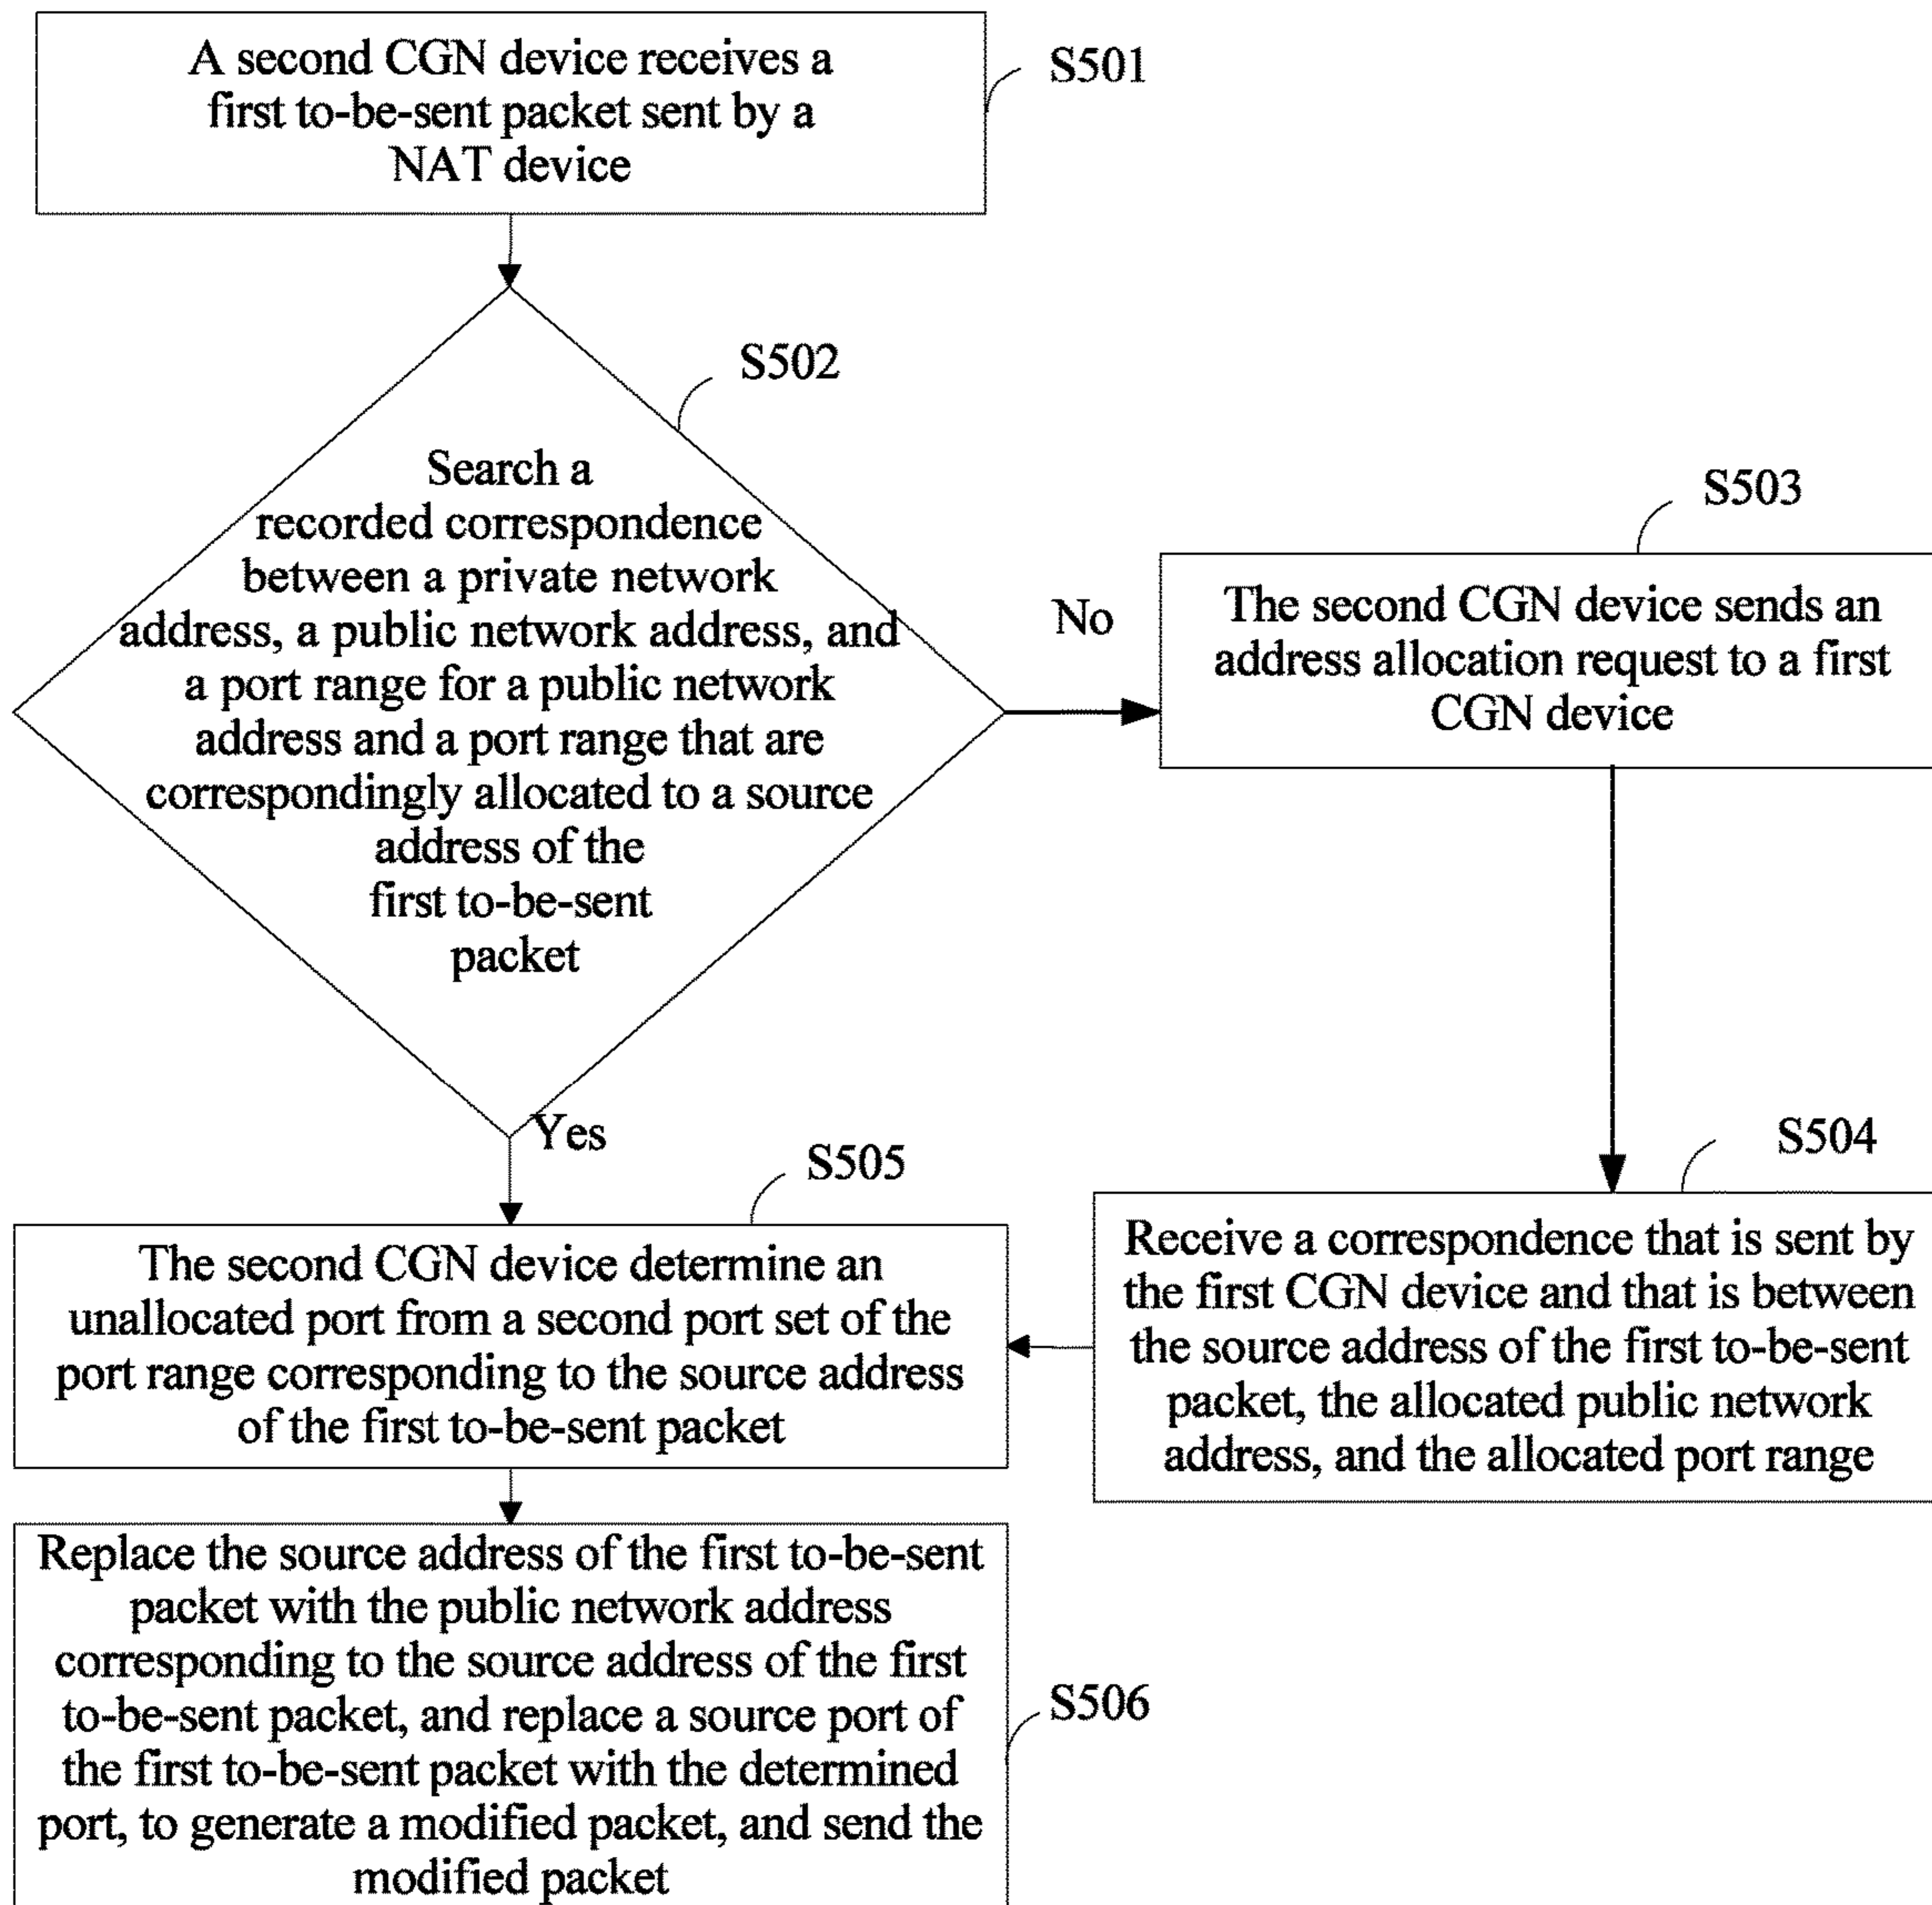 A second CGN device receives a
first to-be-sent packet sent by a
NAT device
S501
S502
Search a
recorded correspondence
between a private network
address, a public network address, and
a port range for a public network
address and a port range that are
correspondingly allocated to a source
address of the
first to-be-sent
packet
No
S503
The second CGN device sends an
address allocation request to a first
CGN device
Yes
S504
Receive a correspondence that is sent by
the first CGN device and that is between
the source address of the first to-be-sent
packet, the allocated public network
address, and the allocated port range
S505
The second CGN device determine an
unallocated port from a second port set of the
port range corresponding to the source address
of the first to-be-sent packet
Replace the source address of the first to-be-sent
packet with the public network address
corresponding to the source address of the first
to-be-sent packet, and replace a source port of
the first to-be-sent packet with the determined
port, to generate a modified packet, and send the
modified packet
S506